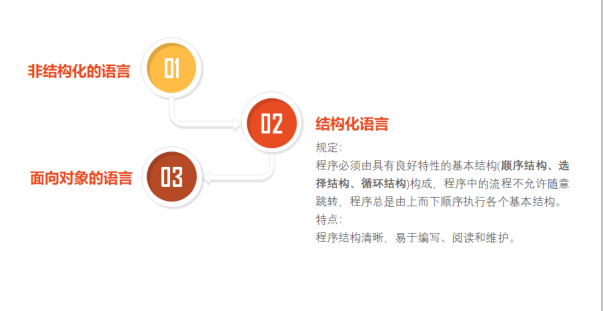 非结构化的语言
01
02
结构化语言
规定:
程序必须由具有良好特性的基本结构(顺序结构、选
择结构、循环结构)构成，程序中的流程不允许随意
跳转，程序总是由上而下顺序执行各个基本结构。
特点:
程序结构清晰，易于编写、阅读和维护。
面向对象的语言
03